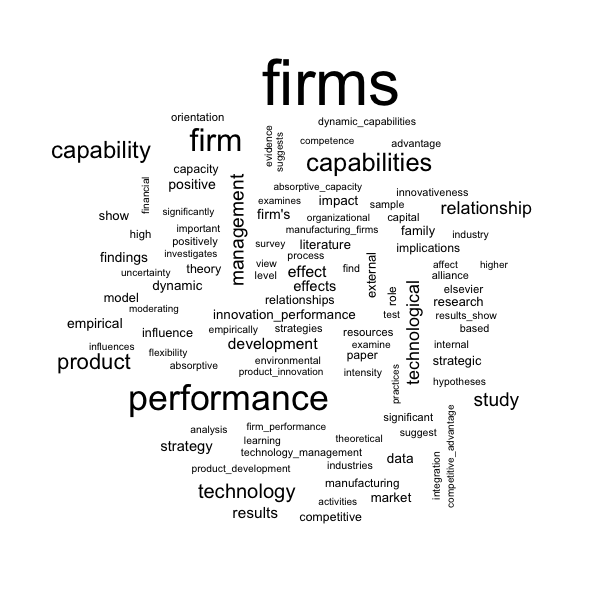 firms
orientation
dynamic_capabilities
firm
evidence
suggests
competence
advantage
capability
capabilities
capacity
positive
management
absorptive_capacity
financial
examines
impact
sample
innovativeness
relationship
show
significantly
firm's
organizational
capital
high
important
positively
manufacturing_firms
family
industry
investigates
survey
literature
implications
findings
theory
view
process
external
affect
higher
uncertainty
level
effect
find
alliance
dynamic
effects
role
technological
elsevier
model
relationships
research
moderating
innovation_performance
test
results_show
empirical
influence
empirically
strategies
resources
based
influences
development
examine
internal
flexibility
paper
product
absorptive
environmental
strategic
product_innovation
intensity
practices
hypotheses
performance
study
significant
competitive_advantage
analysis
firm_performance
suggest
strategy
learning
theoretical
technology_management
data
integration
product_development
industries
technology
manufacturing
activities
market
results
competitive